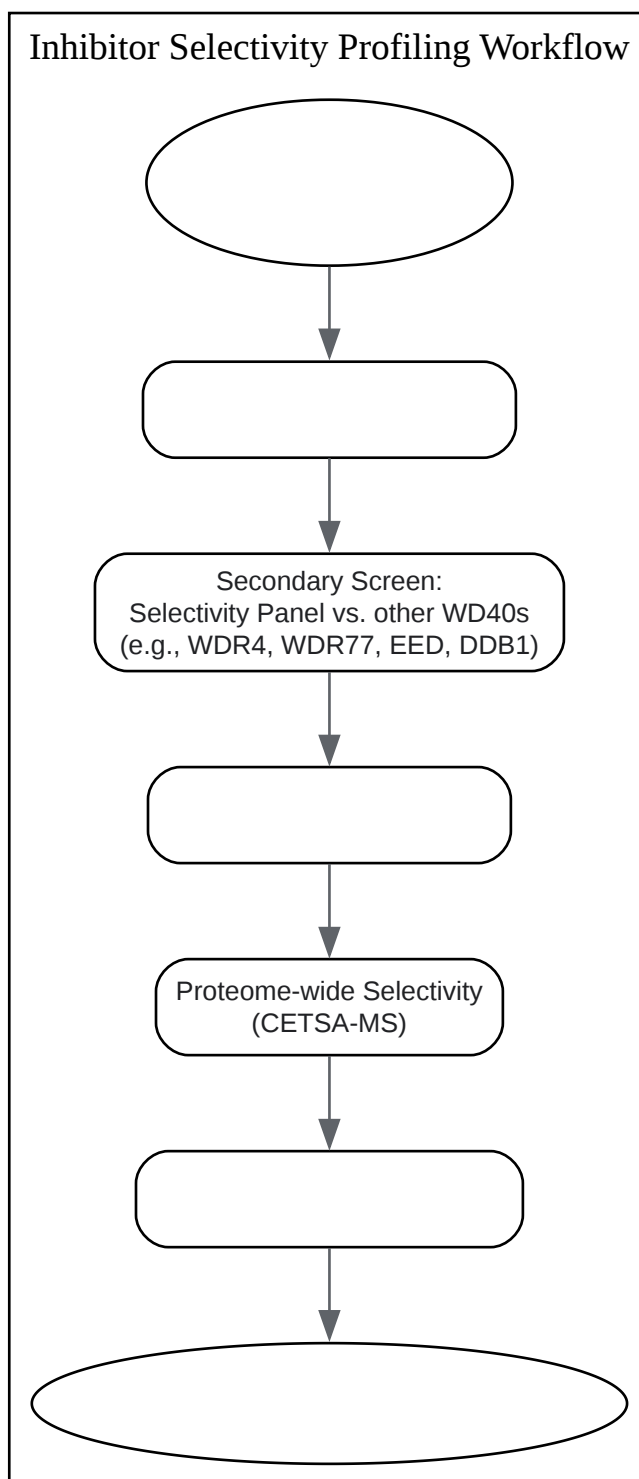 Inhibitor Selectivity Profiling Workflow
Secondary Screen:
Selectivity Panel vs. other WD40s
(e.g., WDR4, WDR77, EED, DDB1)
Proteome-wide Selectivity
(CETSA-MS)